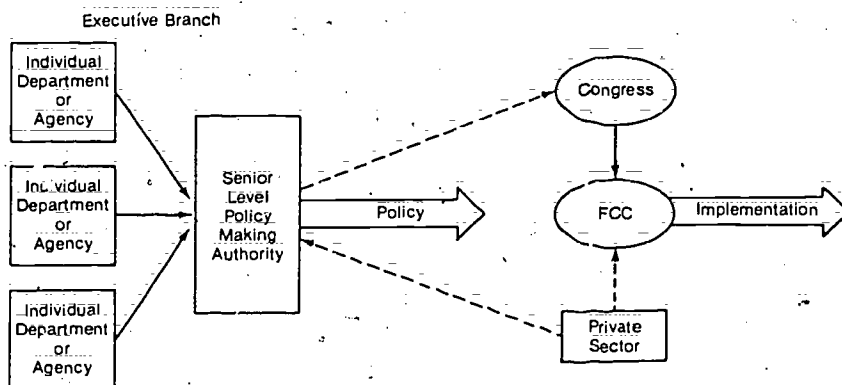 Executive Branch
Individual
Department
or
Agency
Individual
Department
or
Agency
Individual
Department
or
Agency
Senior
Level
Policy
Making
Authority
Policy
Congress
FCC
Implementation
Private
Sector